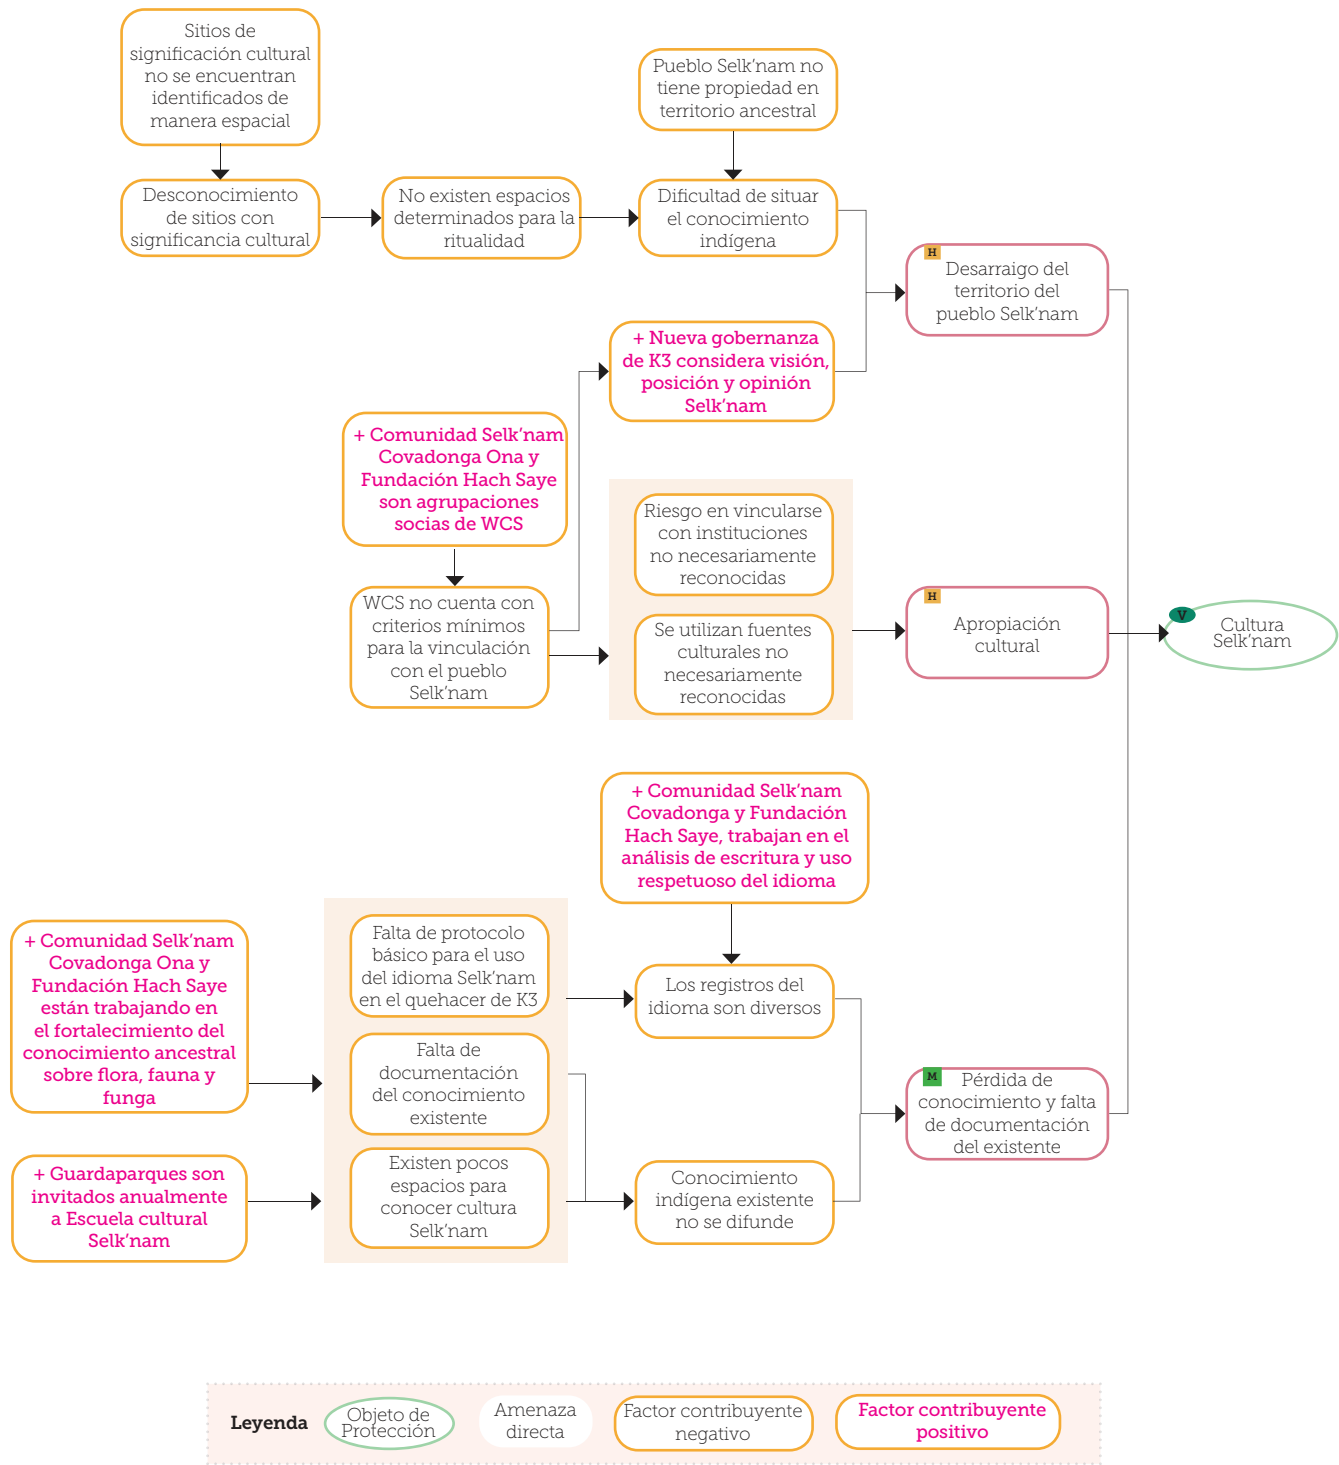 Sitios de
significación cultural
no se encuentran
identificados de
manera espacial
Pueblo Selk’nam no
tiene propiedad en
territorio ancestral
Desconocimiento
de sitios con
significancia cultural
No existen espacios
determinados para la
ritualidad
Dificultad de situar
el conocimiento
indígena
H
Desarraigo del
territorio del
pueblo Selk’nam
+ Nueva gobernanza
de K3 considera visión,
posición y opinión
Selk’nam
+ Comunidad Selk’nam
Covadonga Ona y
Fundación Hach Saye
son agrupaciones
socias de WCS
Riesgo en vincularse
con instituciones
no necesariamente
reconocidas
WCS no cuenta con
criterios mínimos
para la vinculación
con el pueblo
Selk’nam
Se utilizan fuentes
culturales no
necesariamente
reconocidas
H
Apropiación
cultural
V
Cultura
Selk’nam
+ Comunidad Selk’nam
Covadonga y Fundación
Hach Saye, trabajan en el
análisis de escritura y uso
respetuoso del idioma
+ Comunidad Selk’nam
Covadonga Ona y
Fundación Hach Saye
están trabajando en
el fortalecimiento del
conocimiento ancestral
sobre flora, fauna y
funga
Falta de protocolo
básico para el uso
del idioma Selk’nam
en el quehacer de K3
Los registros del
idioma son diversos
Falta de
documentación
del conocimiento
existente
M
Pérdida de
conocimiento y falta
de documentación
del existente
+ Guardaparques son
invitados anualmente
a Escuela cultural
Selk’nam
Existen pocos
espacios para
conocer cultura
Selk’nam
Conocimiento
indígena existente
no se difunde
Leyenda
Objeto de
Protección
Amenaza
directa
Factor contribuyente
negativo
Factor contribuyente
positivo